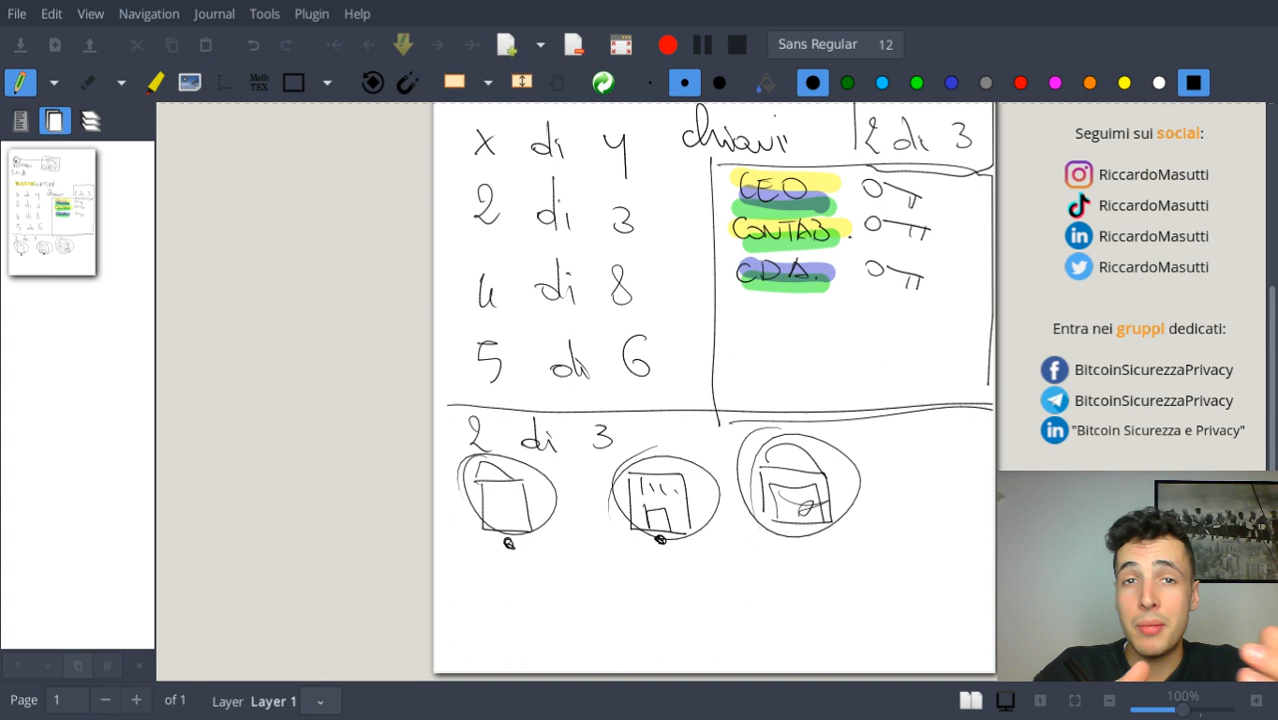 File Edit View Navigation Journal Tools Plugin Help
Sans Regular 12
Math TEX
x di y chiavi 2 di 3
2 di 3
4 di 8
5 di 6
CEO
CONTAB.
CDA.
2 di 3
Seguimi sui social:
RiccardoMasutti
RiccardoMasutti
RiccardoMasutti
RiccardoMasutti
Entra nei gruppi dedicati:
BitcoinSicurezzaPrivacy
BitcoinSicurezzaPrivacy
"Bitcoin Sicurezza e Privacy"
Page 1 of 1 Layer Layer 1
100%